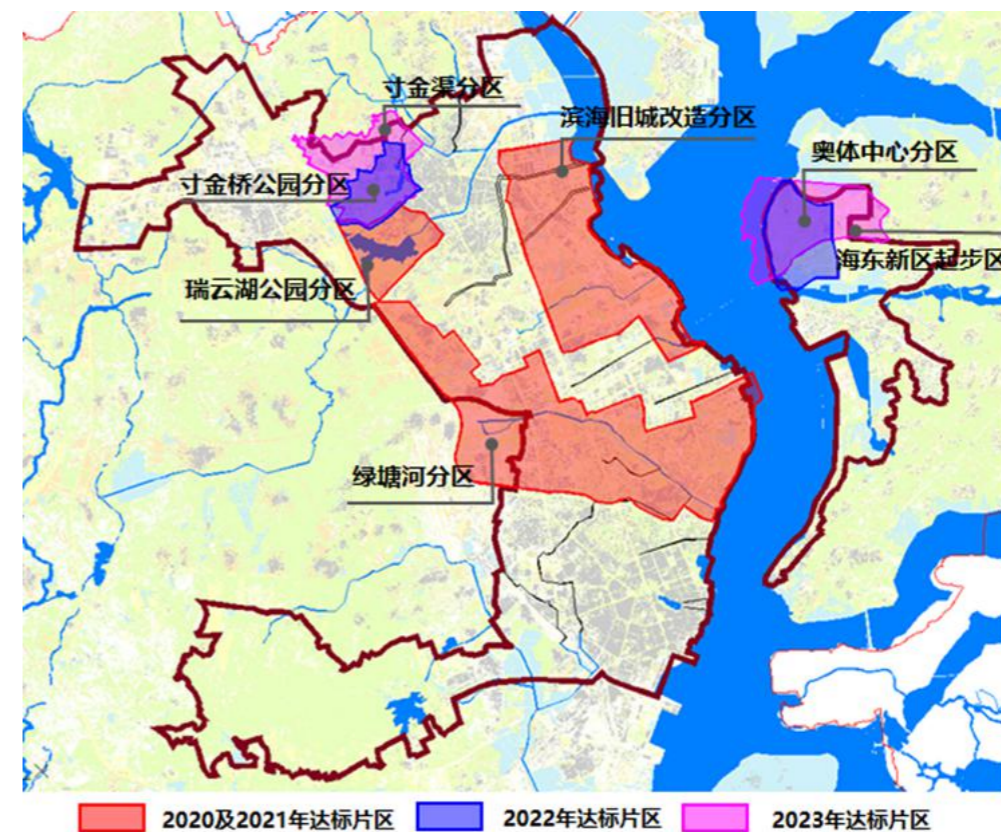 寸金渠分区
滨海旧城改造分区
奥体中心分区
寸金桥公园分区
海东新区起步区
瑞云湖公园分区
绿塘河分区
2020及2021年达标片区
2022年达标片区
2023年达标片区